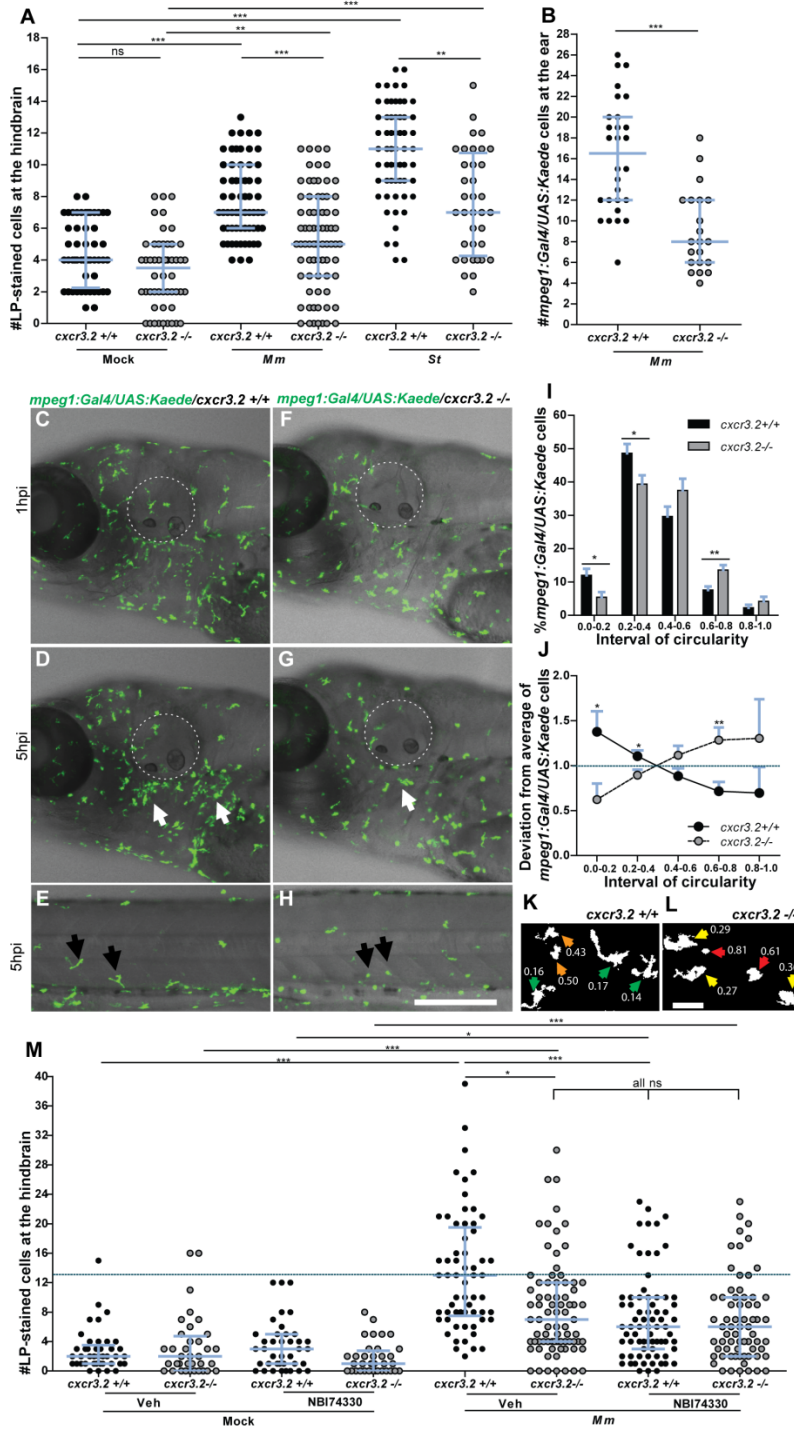 A
***
***
***
**
ns
***
**
#LP-stained cells at the hindbrain
18
16
14
12
10
8
6
4
2
0
cxcr3.2 +/+
cxcr3.2 -/-
cxcr3.2 +/+
cxcr3.2 -/-
cxcr3.2 +/+
cxcr3.2 -/-
Mock
Mm
St
B
***
#mpeg1:Gal4/UAS:Kaede cells at the ear
28
26
24
22
20
18
16
14
12
10
8
6
4
2
0
cxcr3.2 +/+
cxcr3.2 -/-
Mm
mpeg1:Gal4/UAS:Kaede/cxcr3.2 +/+
mpeg1:Gal4/UAS:Kaede/cxcr3.2 -/-
C
F
1hpi
D
G
5hpi
E
H
5hpi
I
%mpeg1:Gal4/UAS:Kaede cells
60
50
40
30
20
10
0
cxcr3.2+/+
cxcr3.2-/-
*
*
**
0.0-0.2
0.2-0.4
0.4-0.6
0.6-0.8
0.8-1.0
Interval of circularity
J
Deviation from average of
mpeg1:Gal4/UAS:Kaede cells
2.0
1.5
1.0
0.5
0.0
*
*
**
cxcr3.2+/+
cxcr3.2-/-
0.0-0.2
0.2-0.4
0.4-0.6
0.6-0.8
0.8-1.0
Interval of circularity
K
cxcr3.2 +/+
0.43
0.50
0.16
0.17
0.14
L
cxcr3.2 -/-
0.29
0.81
0.61
0.27
M
***
*
***
***
***
*
all ns
#LP-stained cells at the hindbrain
40
36
32
28
24
20
16
12
8
4
0
cxcr3.2 +/+
cxcr3.2-/-
cxcr3.2 +/+
cxcr3.2 -/-
cxcr3.2 +/+
cxcr3.2-/-
cxcr3.2 +/+
cxcr3.2 -/-
Veh
NBI74330
Veh
NBI74330
Mock
Mm